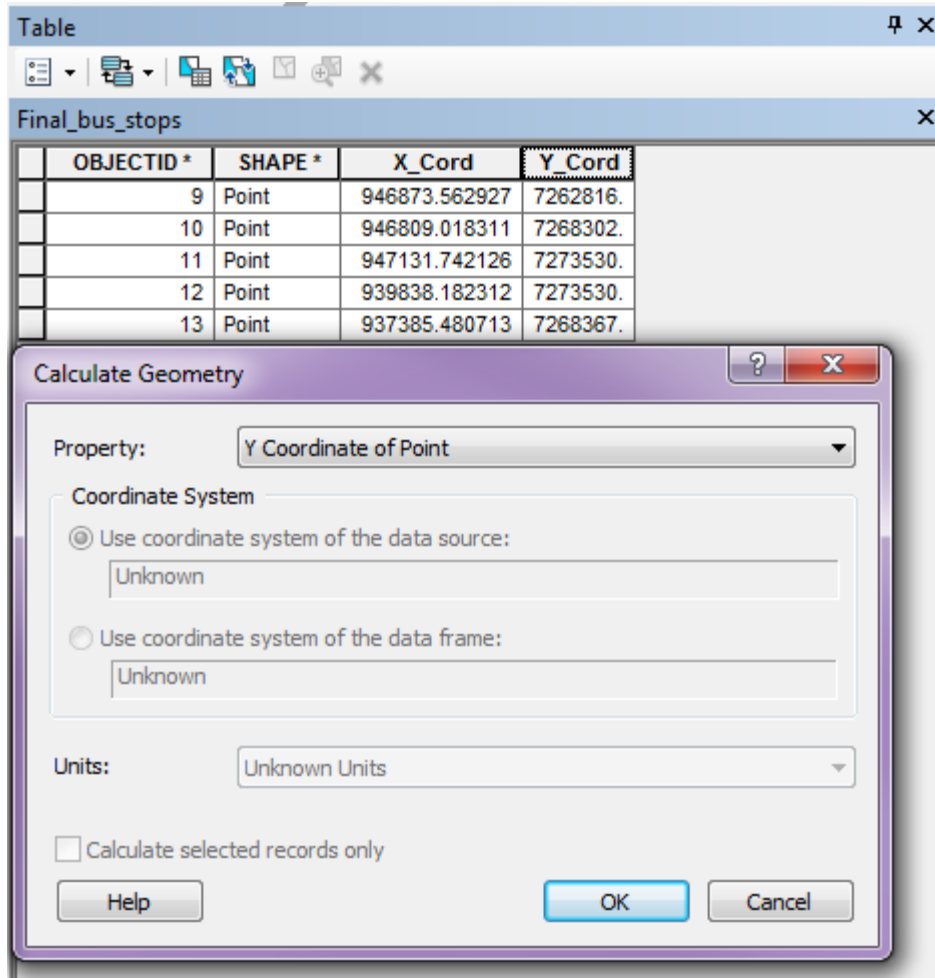 Table
Final_bus_stops
OBJECTID * SHAPE * X_Cord Y_Cord
9 Point 946873.562927 7262816.
10 Point 946809.018311 7268302.
11 Point 947131.742126 7273530.
12 Point 939838.182312 7273530.
13 Point 937385.480713 7268367.
Calculate Geometry
Property: Y Coordinate of Point
Coordinate System
Use coordinate system of the data source:
Unknown
Use coordinate system of the data frame:
Unknown
Units: Unknown Units
Calculate selected records only
Help OK Cancel